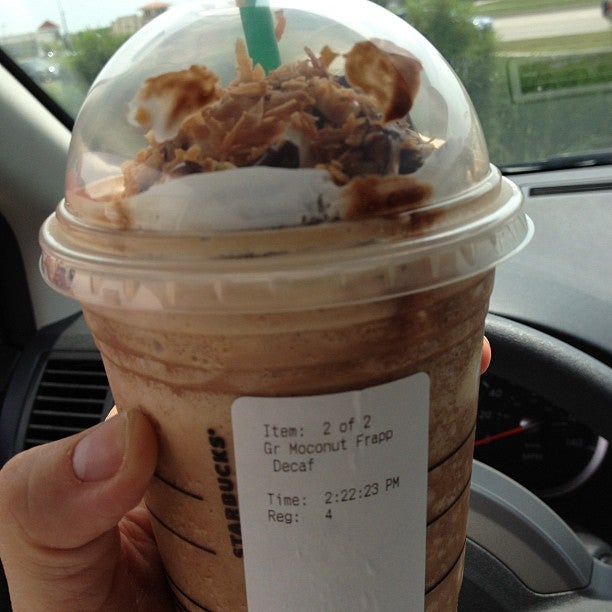 STARBUCKS®
Item: 2 of 2
Gr Moconut Frapp
Decaf
Time: 2:22:23 PM
Reg: 4